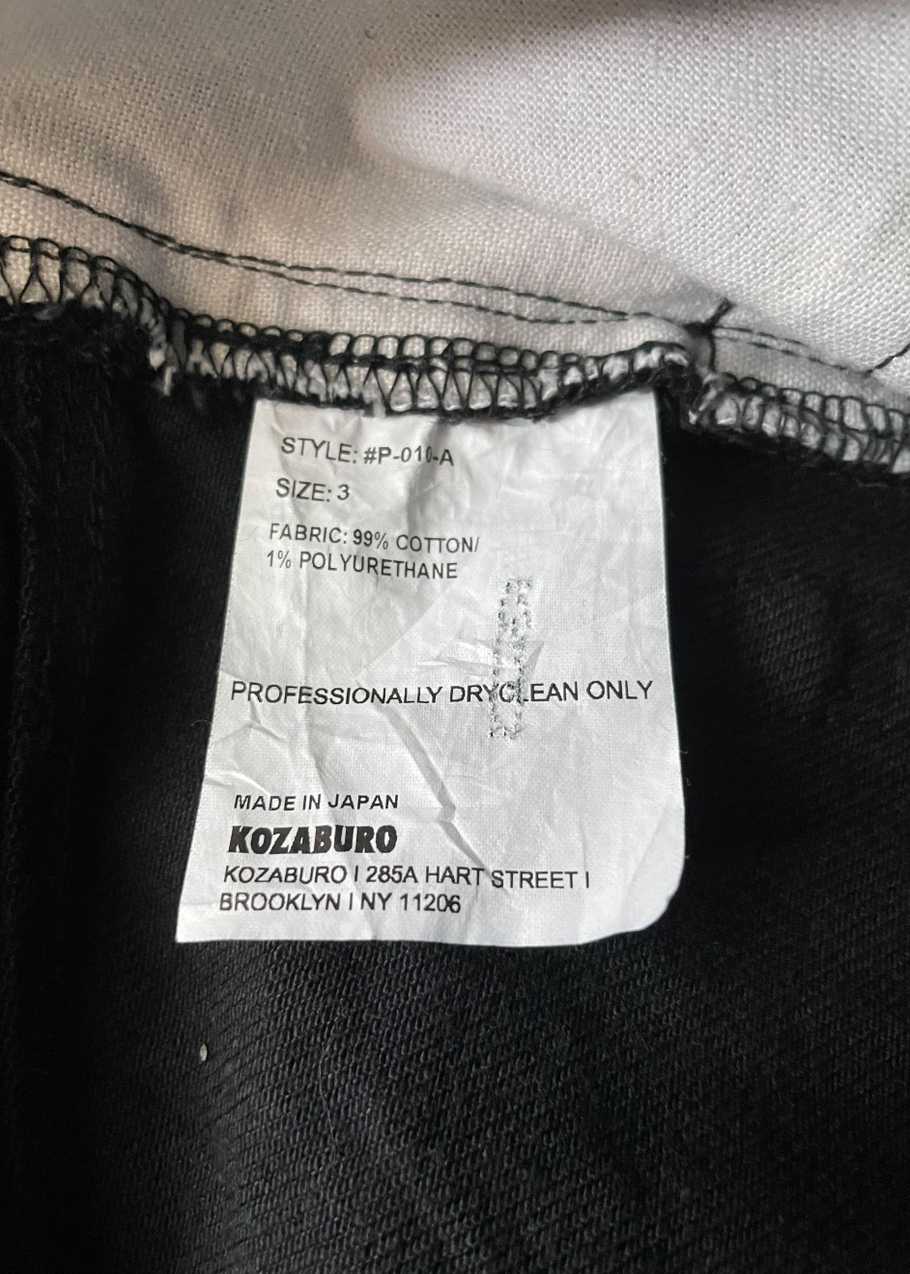 STYLE: #P-010-A
SIZE: 3
FABRIC: 99% COTTON/
1% POLYURETHANE
PROFESSIONALLY DRYCLEAN ONLY
MADE IN JAPAN
KOZABURO
KOZABURO I 285A HART STREET I
BROOKLYN I NY 11206